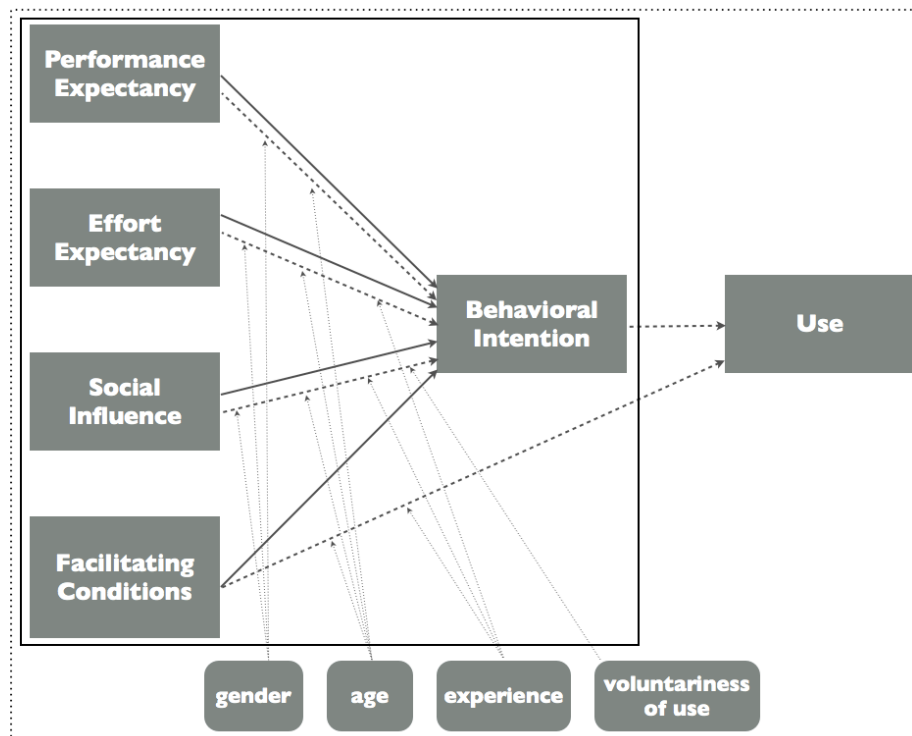 Performance
Expectancy
Effort
Expectancy
Behavioral
Intention
Use
Social
Influence
Facilitating
Conditions
gender
age
experience
voluntariness
of use